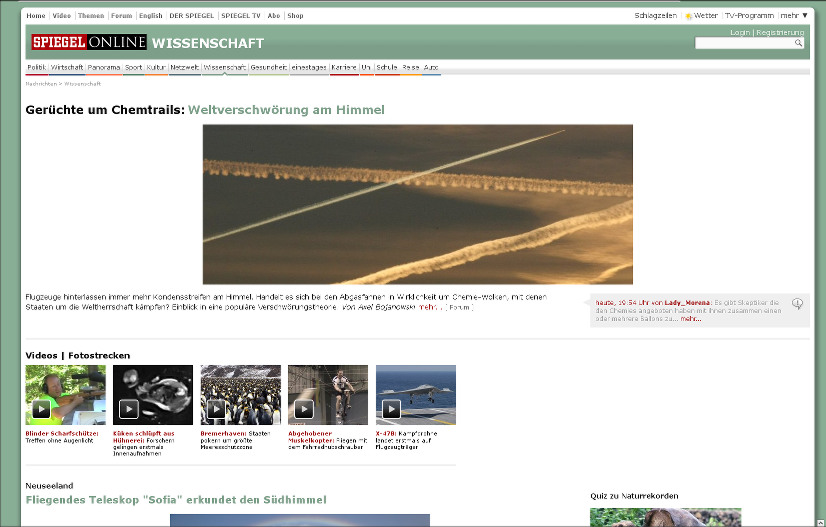 Home | Video | Themen | Forum | English | DER SPIEGEL | SPIEGEL TV | Abo | Shop
Schlagzeilen | Wetter | TV-Programm | mehr ▼
Login | Registrierung
SPIEGEL ONLINE WISSENSCHAFT
Politik | Wirtschaft | Panorama | Sport | Kultur | Netzwelt | Wissenschaft | Gesundheit | einestages | Karriere | Uni | Schule | Reise | Auto
Nachrichten > Wissenschaft
Gerüchte um Chemtrails: Weltverschwörung am Himmel
Flugzeuge hinterlassen immer mehr Kondensstreifen am Himmel. Handelt es sich bei den Abgasfahnen in Wirklichkeit um Chemie-Wolken, mit denen
Staaten um die Weltherrschaft kämpfen? Einblick in eine populäre Verschwörungstheorie. Von Axel Bojanowski mehr... [ Forum ]
heute, 19:54 Uhr von Lady_Morena: Es gibt Skeptiker die
den Chemies angeboten haben mit ihnen zusammen einen
oder mehrere Ballons zu... mehr...
Videos | Fotostrecken
Blinder Scharfschütze:
Treffen ohne Augenlicht
Küken schlüpft aus
Hühnerei: Forschern
gelingen erstmals
Innenaufnahmen
Bremerhaven: Staaten
pokern um größte
Meeresschutzzone
Abgehobener
Muskelkopter: Fliegen mit
dem Fahrradhubschrauber
X-47B: Kampfdrohne
landet erstmals auf
Flugzeugträger
Neuseeland
Fliegendes Teleskop "Sofia" erkundet den Südhimmel
Quiz zu Naturrekorden